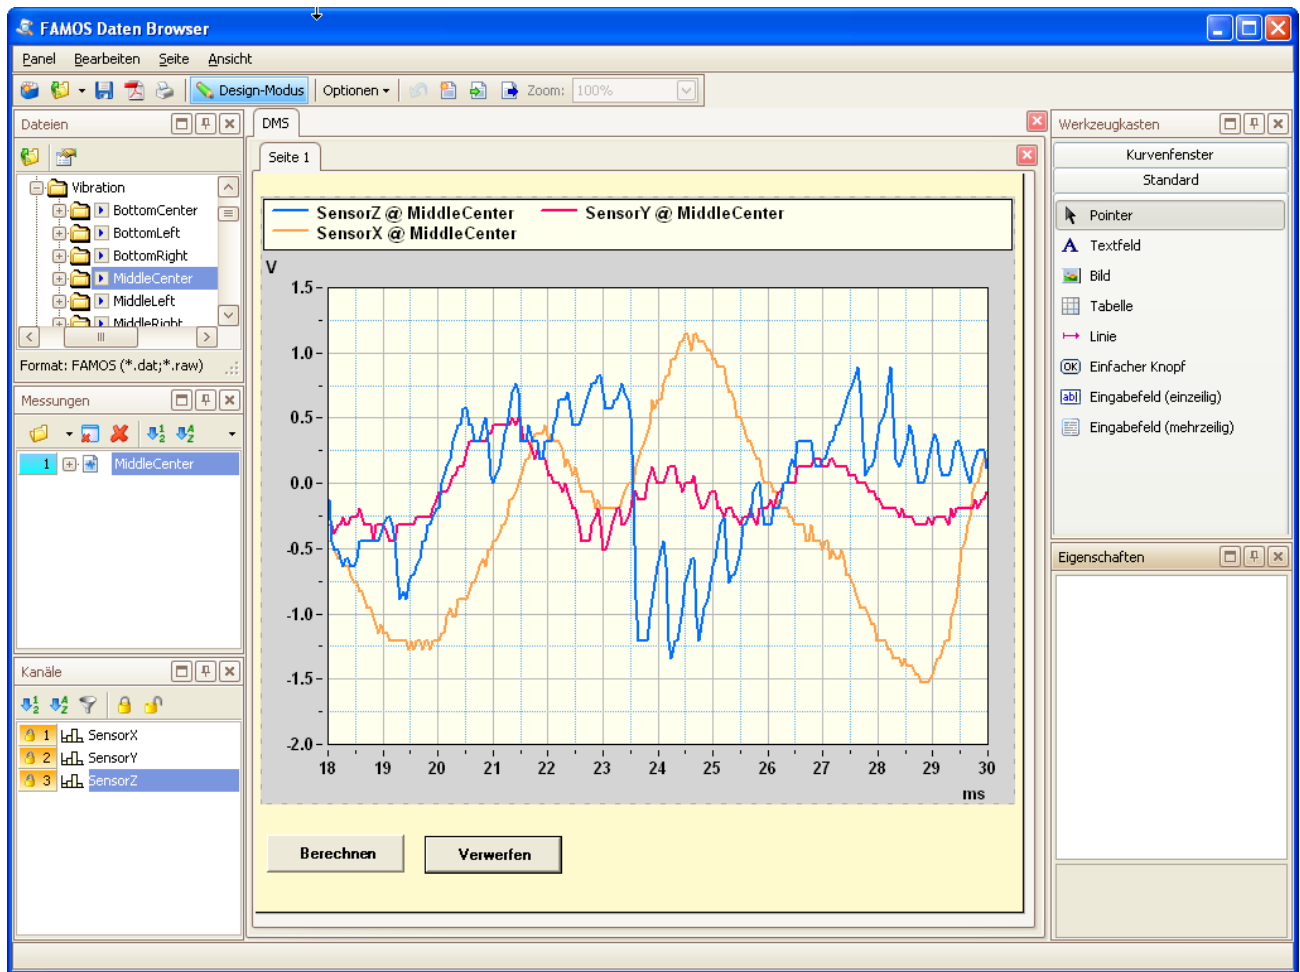 FAMOS Daten Browser
Panel Bearbeiten Seite Ansicht
Design-Modus Optionen Zoom: 100%
Dateien
Vibration
BottomCenter
BottomLeft
BottomRight
MiddleCenter
MiddleLeft
MiddleRight
Format: FAMOS (*.dat;*.raw)
Messungen
1 MiddleCenter
Kanäle
1 SensorX
2 SensorY
3 SensorZ
DMS
Seite 1
SensorZ @ MiddleCenter SensorY @ MiddleCenter
SensorX @ MiddleCenter
V
1.5
1.0
0.5
0.0
-0.5
-1.0
-1.5
-2.0
18 19 20 21 22 23 24 25 26 27 28 29 30
ms
Berechnen Verwerfen
Werkzeugkasten
Kurvenfenster
Standard
Pointer
A Textfeld
Bild
Tabelle
Linie
OK Einfacher Knopf
ab| Eingabefeld (einzeilig)
Eingabefeld (mehrzeilig)
Eigenschaften